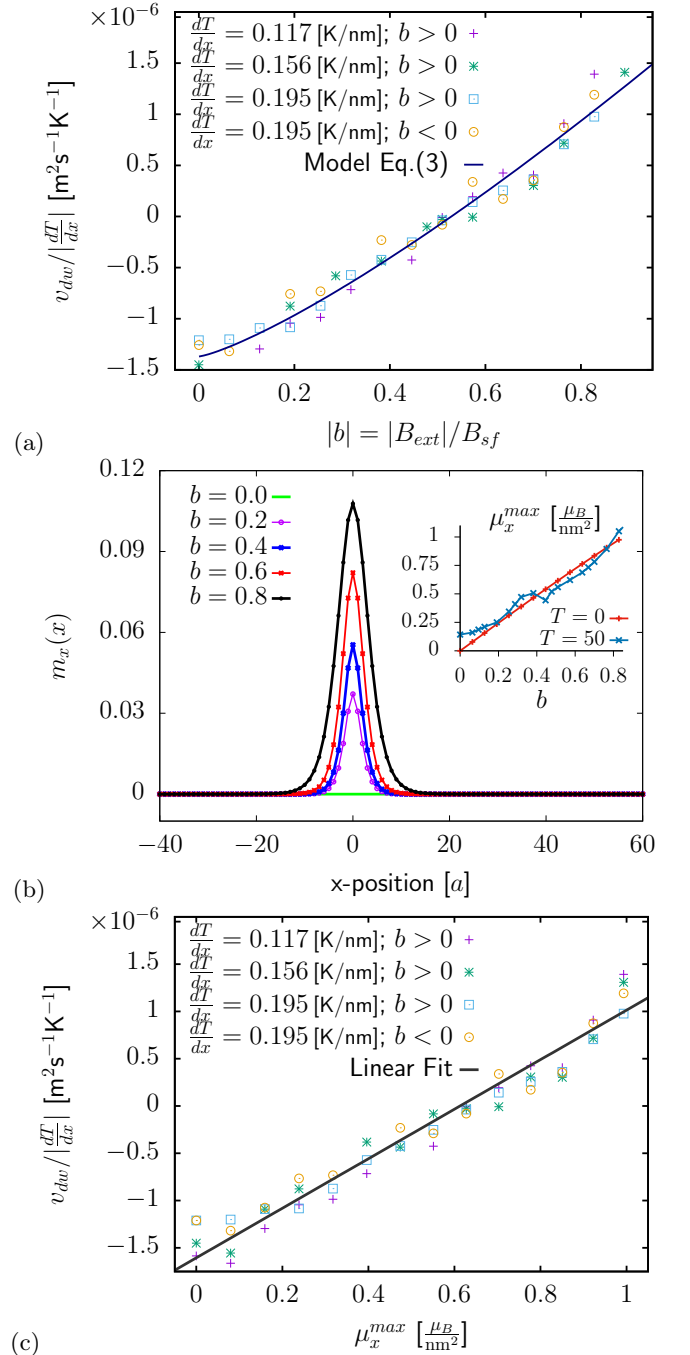 ×10⁻⁶
dT/dx = 0.117 [K/nm]; b > 0
dT/dx = 0.156 [K/nm]; b > 0
dT/dx = 0.195 [K/nm]; b > 0
dT/dx = 0.195 [K/nm]; b < 0
Model Eq.(3)
1.5
1
0.5
0
−0.5
−1
−1.5
v_{dw}/|dT/dx| [m²s⁻¹K⁻¹]
0 0.2 0.4 0.6 0.8
|b| = |B_{ext}|/B_{sf}
(a)
0.12
0.09
0.06
0.03
0
m_x(x)
b = 0.0
b = 0.2
b = 0.4
b = 0.6
b = 0.8
μ_x^{max} [μ_B/nm²]
1
0.75
0.5
0.25
0
T = 0
T = 50
0 0.2 0.4 0.6 0.8
b
−40 −20 0 20 40 60
x-position [a]
(b)
×10⁻⁶
dT/dx = 0.117 [K/nm]; b > 0
dT/dx = 0.156 [K/nm]; b > 0
dT/dx = 0.195 [K/nm]; b > 0
dT/dx = 0.195 [K/nm]; b < 0
Linear Fit
1.5
1
0.5
0
−0.5
−1
−1.5
v_{dw}/|dT/dx| [m²s⁻¹K⁻¹]
0 0.2 0.4 0.6 0.8 1
μ_x^{max} [μ_B/nm²]
(c)